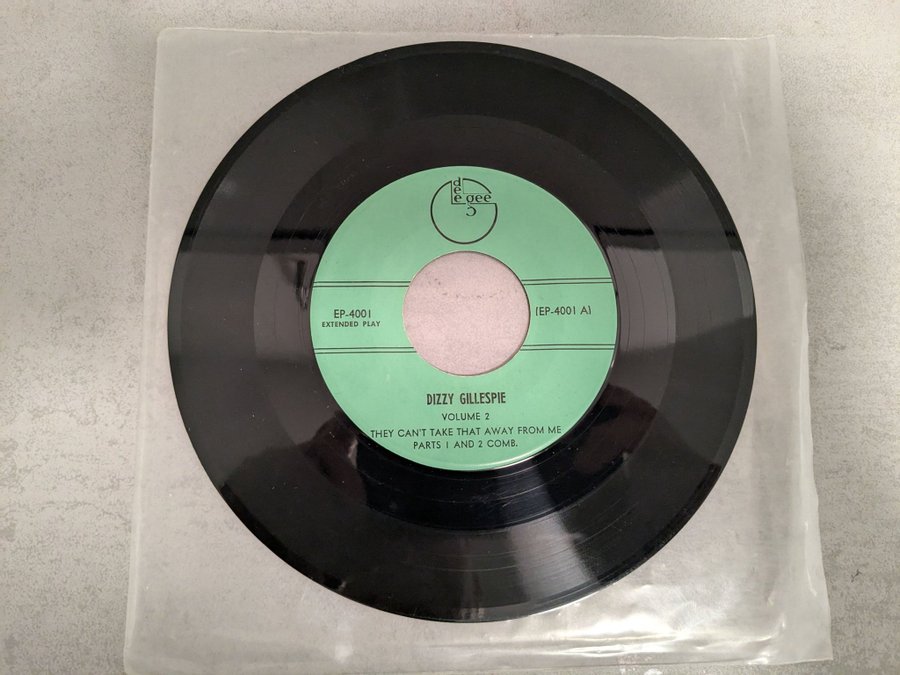 dee gee
EP-4001
EXTENDED PLAY
(EP-4001 A)
DIZZY GILLESPIE
VOLUME 2
THEY CAN'T TAKE THAT AWAY FROM ME
PARTS 1 AND 2 COMB.